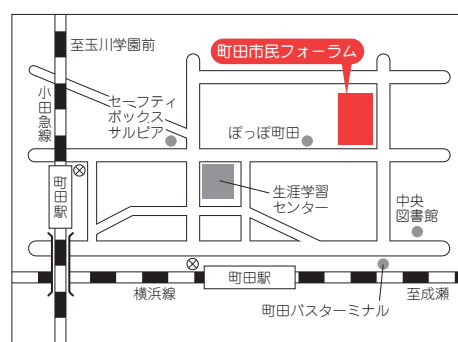 至玉川学園前
町田市民フォーラム
小田急線
セーフティ
ボックス
サルビア
ぽっぽ町田
町田駅
生涯学習
センター
中央
図書館
町田駅
横浜線
町田バスターミナル
至成瀬